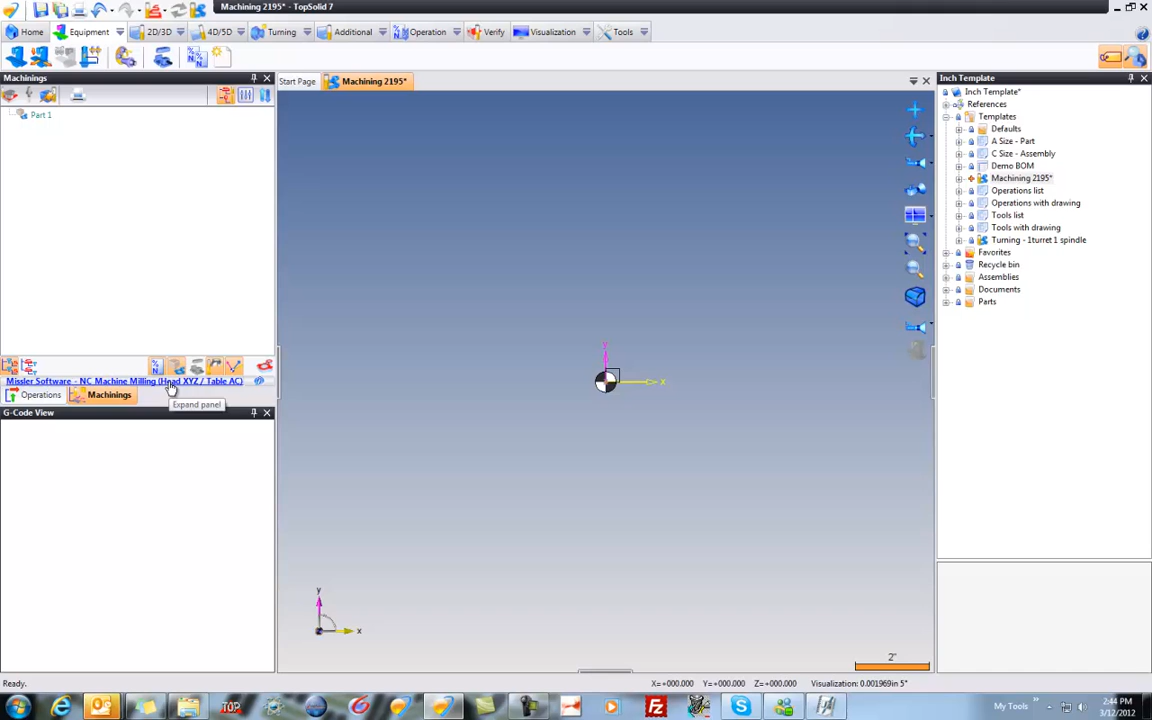 Machining 2195* - TopSolid 7
Home
Equipment
2D/3D
4D/5D
Turning
Additional
Operation
Verify
Visualization
Tools
Machinings
Part 1
Missler Software - NC Machine Milling (Head XYZ / Table AC)
Expand panel
Operations
Machinings
G-Code View
Start Page
Machining 2195*
y
x
y
x
2"
Inch Template
Inch Template*
References
Templates
Defaults
A Size - Part
C Size - Assembly
Demo BOM
Machining 2195*
Operations list
Operations with drawing
Tools list
Tools with drawing
Turning - 1turret 1 spindle
Favorites
Recycle bin
Assemblies
Documents
Parts
Ready.
X=+000.000 Y=+000.000 Z=+000.000 Visualization: 0.001969in 5°
TOP
My Tools
2:44 PM
3/12/2012